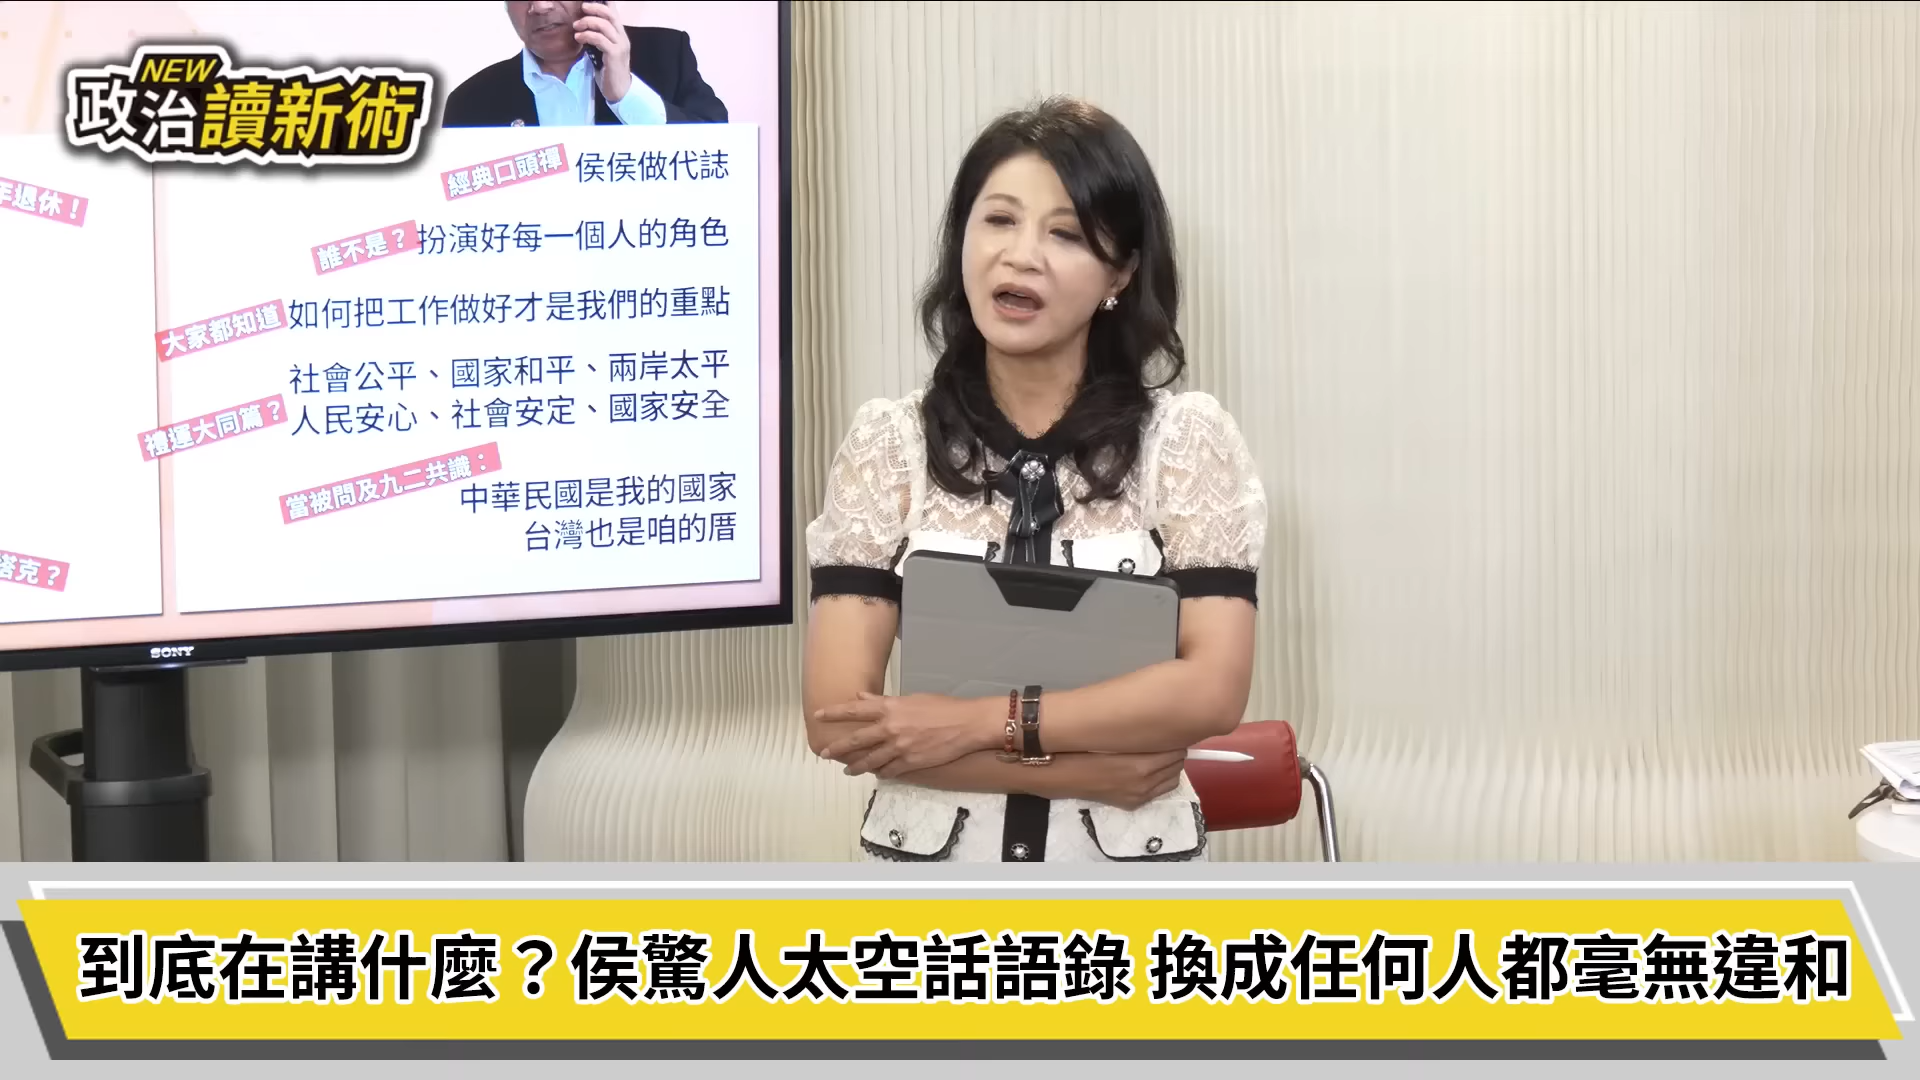 NEW
政治讀新術
年退休！
經典口頭禪 侯侯做代誌
誰不是？ 扮演好每一個人的角色
大家都知道 如何把工作做好才是我們的重點
社會公平、國家和平、兩岸太平
禮運大同篇？ 人民安心、社會安定、國家安全
當被問及九二共識：
中華民國是我的國家
台灣也是咱的厝
塔克？
SONY
到底在講什麼？侯驚人太空話語錄 換成任何人都毫無違和